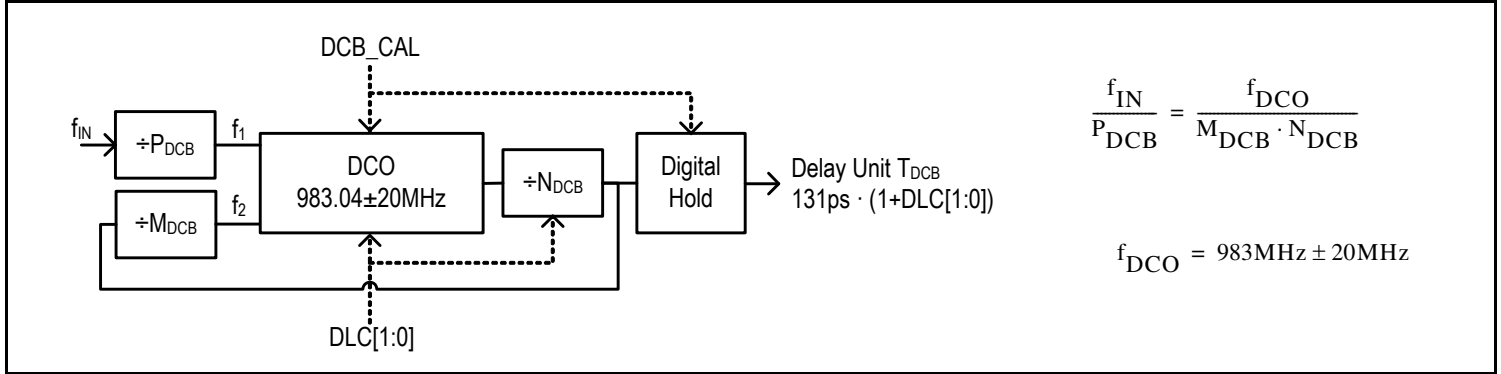 DCB_CAL
fIN
÷PDCB
f1
DCO
983.04±20MHz
÷NDCB
Digital
Hold
Delay Unit TDCB
131ps · (1+DLC[1:0])
÷MDCB
f2
DLC[1:0]
fIN / PDCB = fDCO / MDCB · NDCB
fDCO = 983MHz ± 20MHz